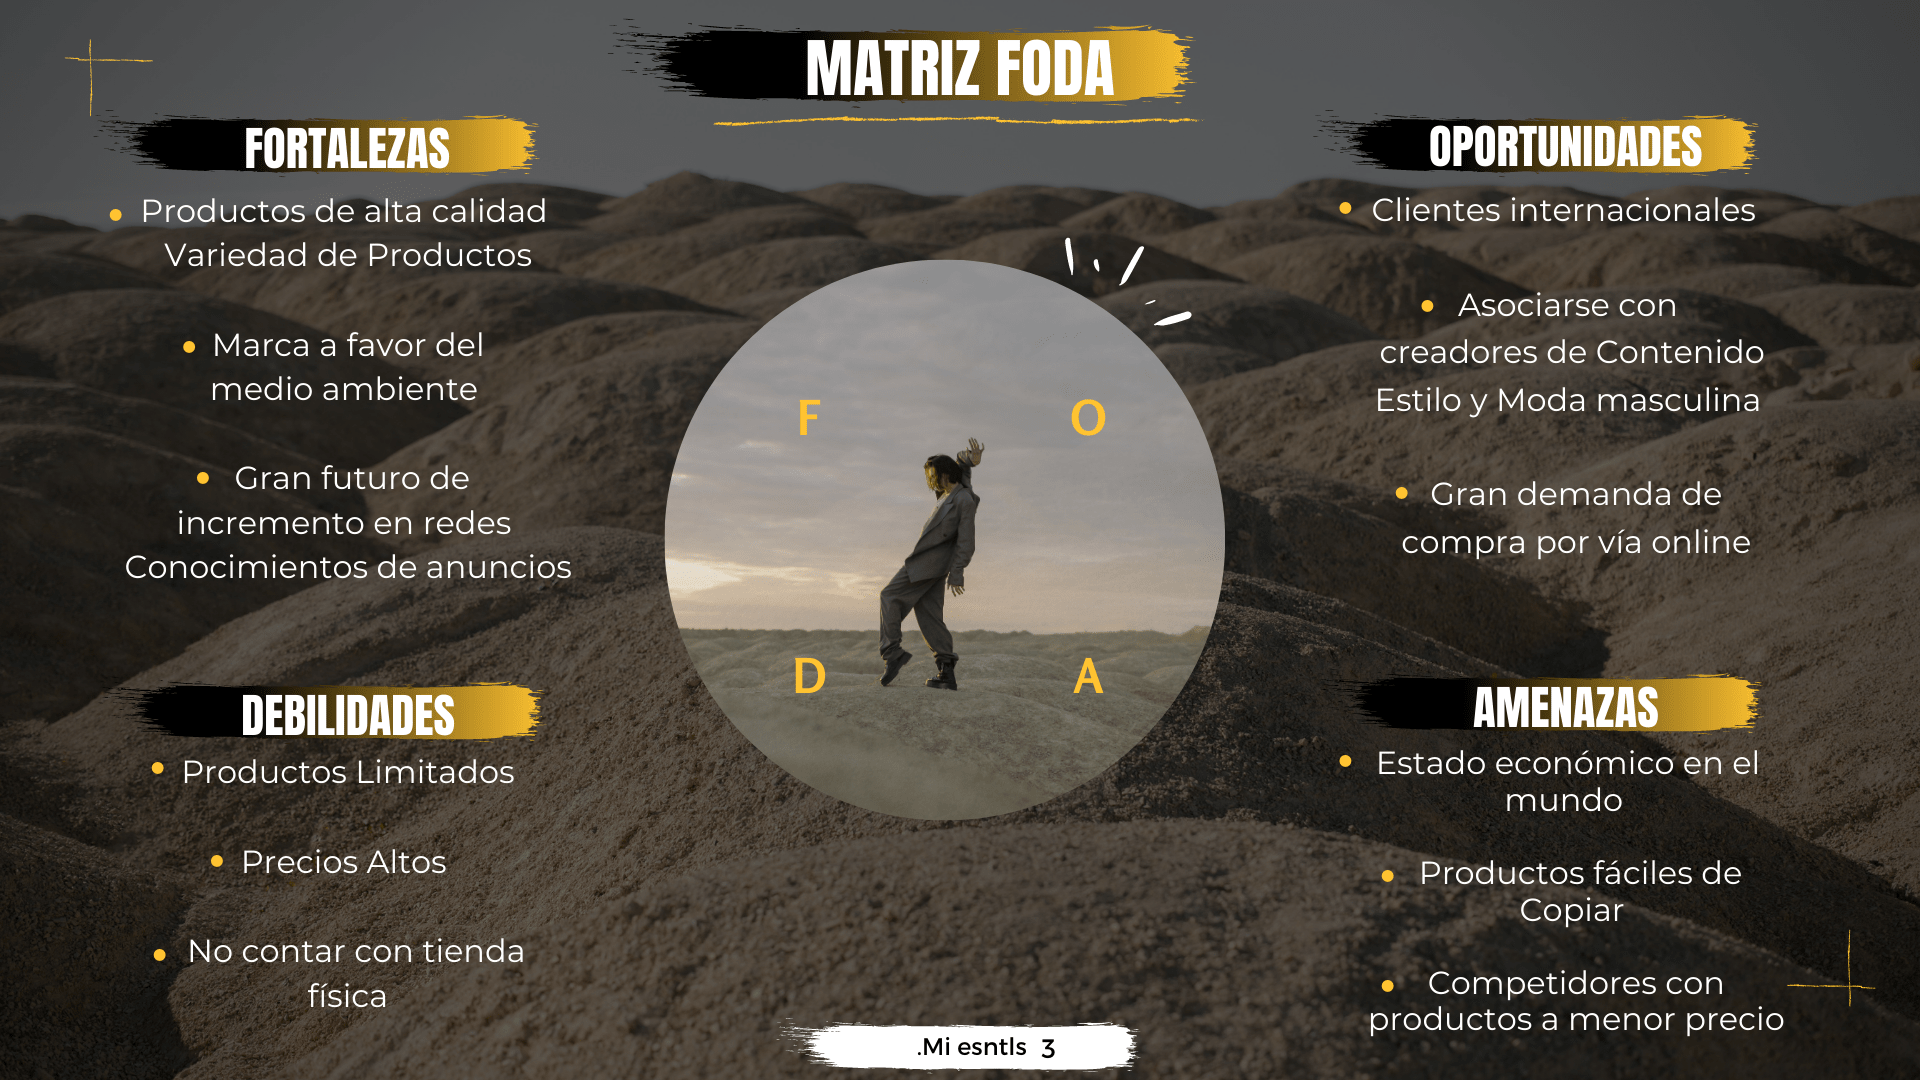 MATRIZ FODA
FORTALEZAS
Productos de alta calidad
Variedad de Productos
Marca a favor del
medio ambiente
Gran futuro de
incremento en redes
Conocimientos de anuncios
OPORTUNIDADES
Clientes internacionales
Asociarse con
creadores de Contenido
Estilo y Moda masculina
Gran demanda de
compra por vía online
F
O
D
A
DEBILIDADES
Productos Limitados
Precios Altos
No contar con tienda
física
AMENAZAS
Estado económico en el
mundo
Productos fáciles de
Copiar
Competidores con
productos a menor precio
.Mi esntls 3